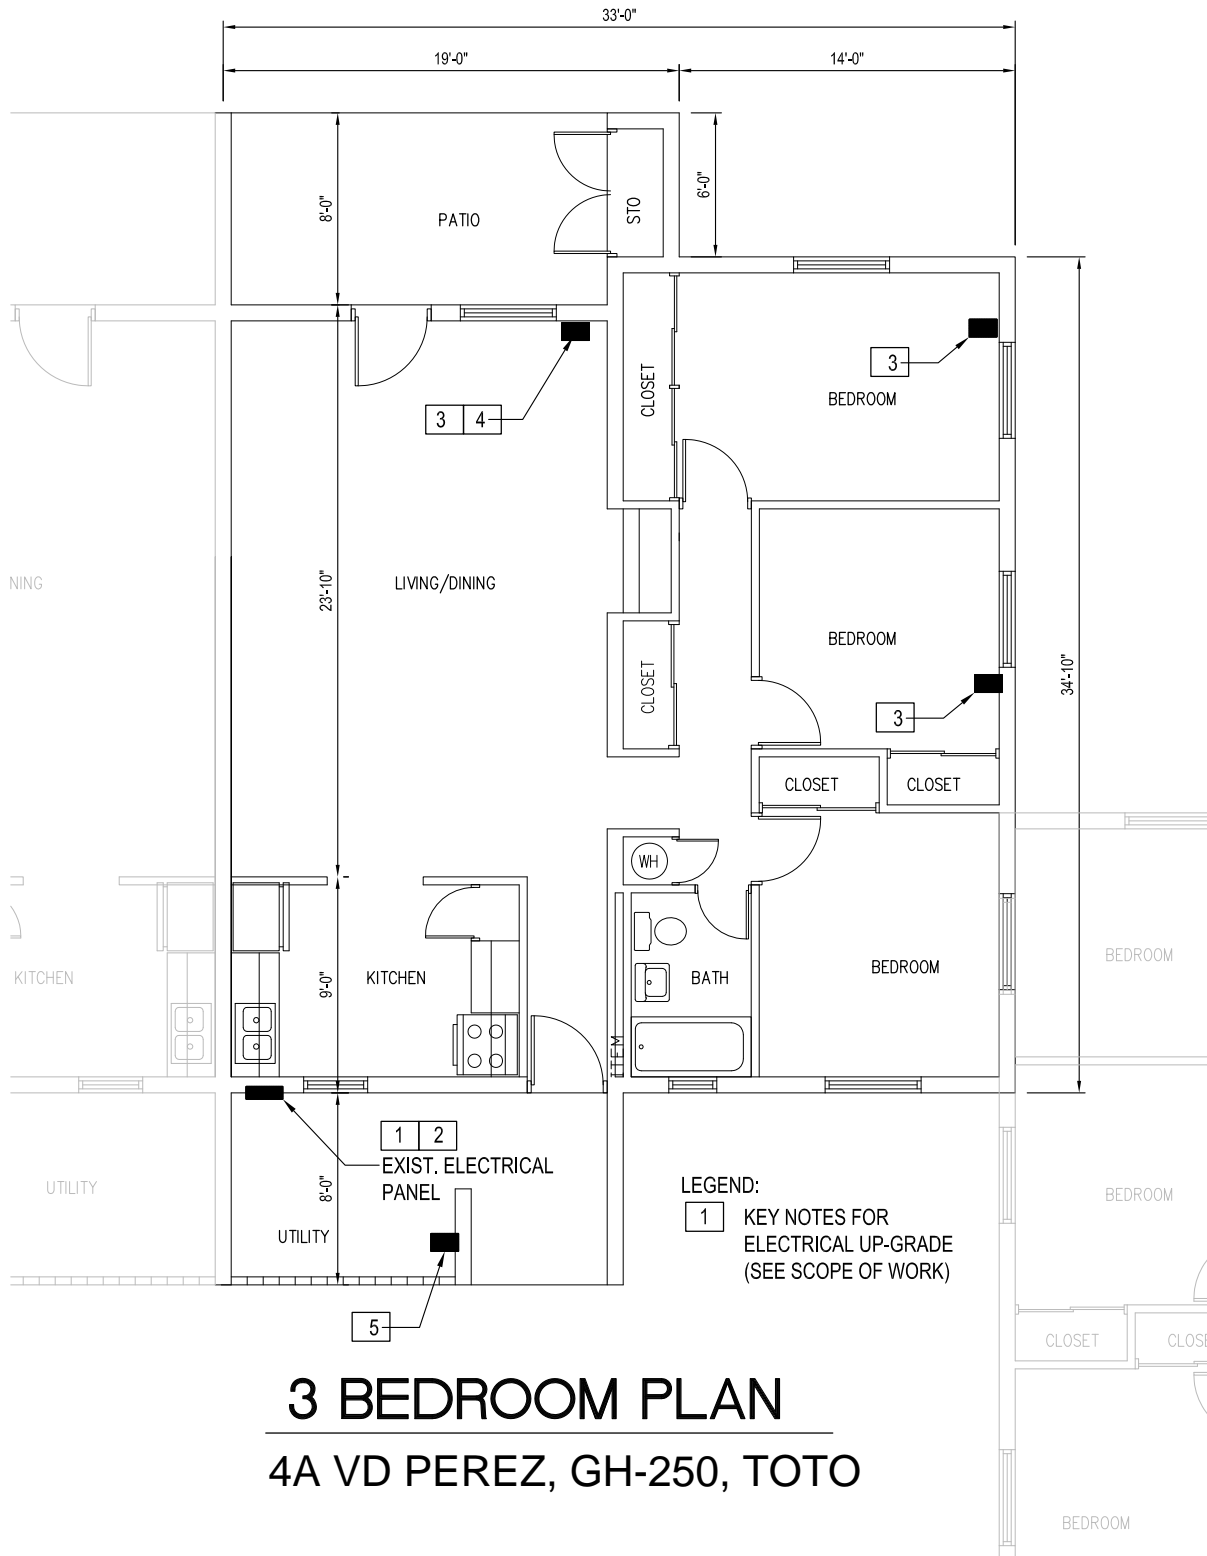 33'-0"
19'-0"
14'-0"
8'-0"
PATIO
STO
6'-0"
3
CLOSET
BEDROOM
3 4
NING
23'-10"
LIVING/DINING
BEDROOM
CLOSET
34'-10"
3
CLOSET
CLOSET
WH
KITCHEN
9'-0"
KITCHEN
BATH
BEDROOM
BEDROOM
ITEM
1 2
EXIST. ELECTRICAL
PANEL
8'-0"
UTILITY
UTILITY
LEGEND:
1 KEY NOTES FOR
ELECTRICAL UP-GRADE
(SEE SCOPE OF WORK)
BEDROOM
5
CLOSET
CLOSE
3 BEDROOM PLAN
4A VD PEREZ, GH-250, TOTO
BEDROOM